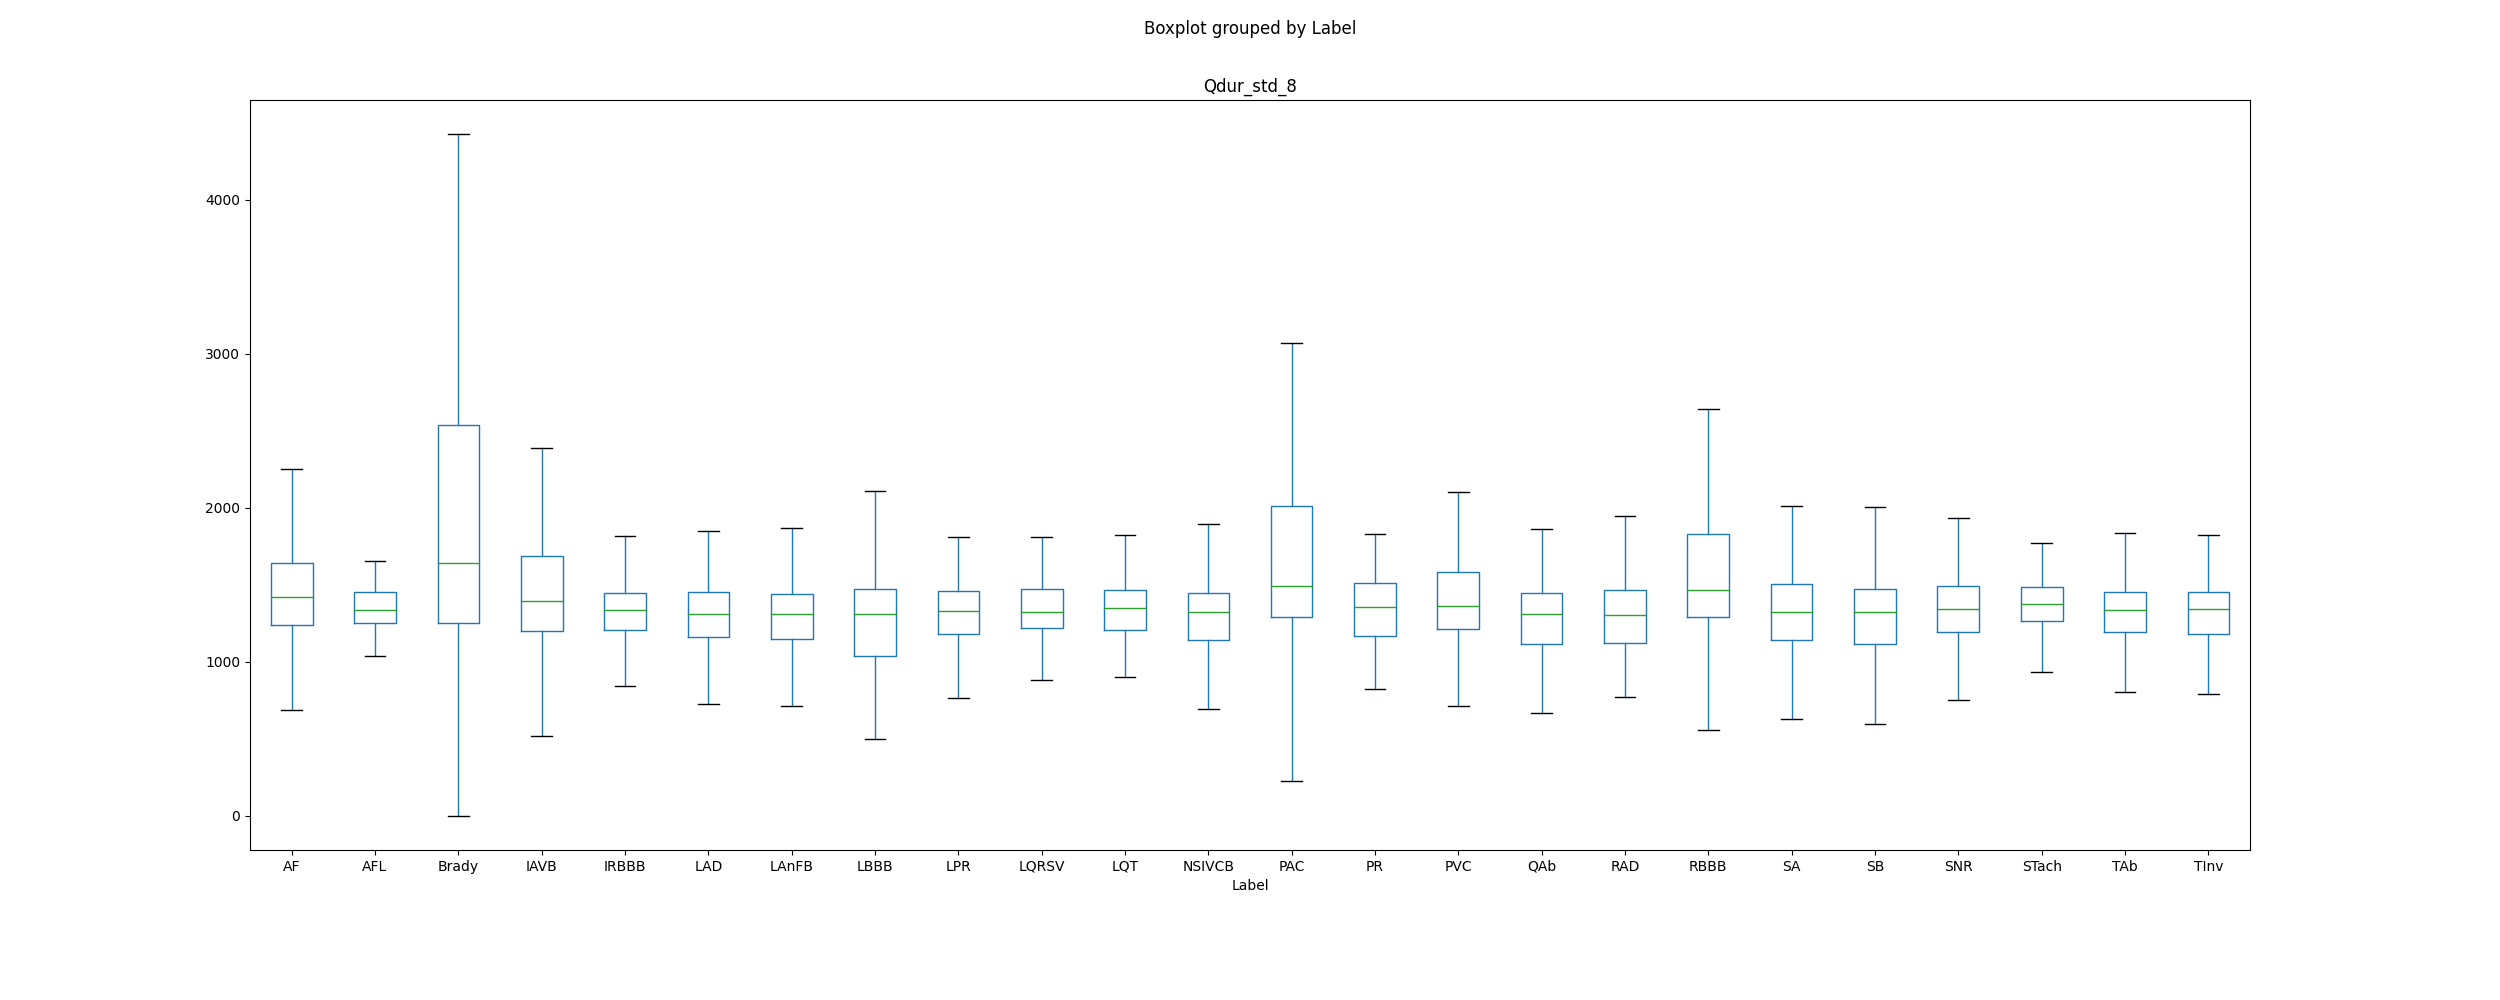 Boxplot grouped by Label
Qdur_std_8
4000
3000
2000
1000
0
AF AFL Brady IAVB IRBBB LAD LAnFB LBBB LPR LQRSV LQT NSIVCB PAC PR PVC QAb RAD RBBB SA SB SNR STach TAb TInv
Label